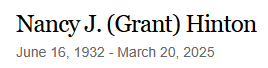 Nancy J. (Grant) Hinton
June 16, 1932 - March 20, 2025